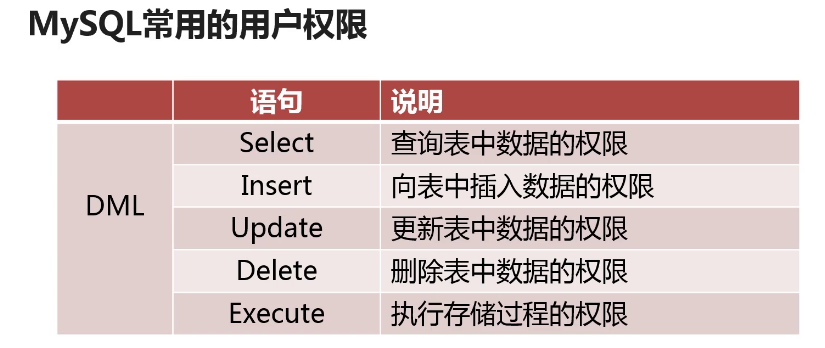 MySQL常用的用户权限
语句 说明
DML
Select 查询表中数据的权限
Insert 向表中插入数据的权限
Update 更新表中数据的权限
Delete 删除表中数据的权限
Execute 执行存储过程的权限